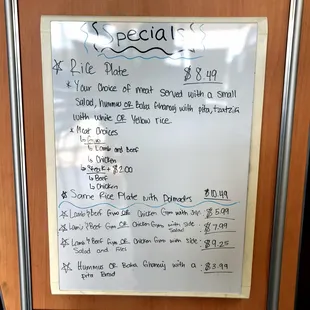 Specials
Rice Plate $8.49
* Your choice of meat served with a small
Salad, Hummus OR Baba Ghanouj with pita, tzatziki
with white OR Yellow rice.
* Meat Choices
↳ Gyro
↳ Lamb and Beef
↳ Chicken
↳ Shish K + $2.00
↳ Beef
↳ Chicken
Same Rice Plate with Dolmades $10.49
Lamb & Beef Gyro OR Chicken Gyro with $5.99
Lamb & Beef Gyro OR Chicken Gyro with side $7.99
Salad
Lamb & Beef Gyro OR Chicken Gyro with side $9.25
Salad and Fries
Hummus OR Baba Ghanouj with a $3.99
pita Bread